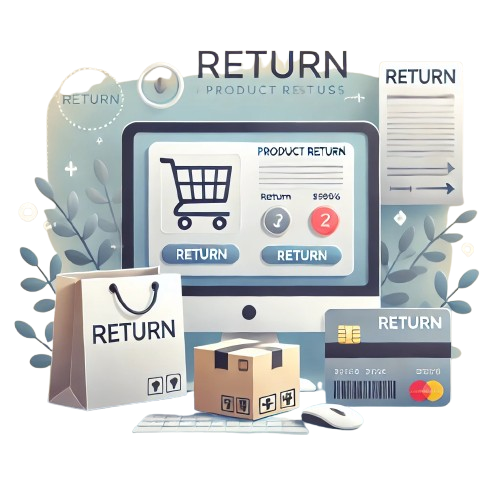 RETURN
PRODUCT RESTUSS
RETURN
RETURN
PRODUCT RETURN
Return
2
RETURN
RETURN
RETURN
RETURN